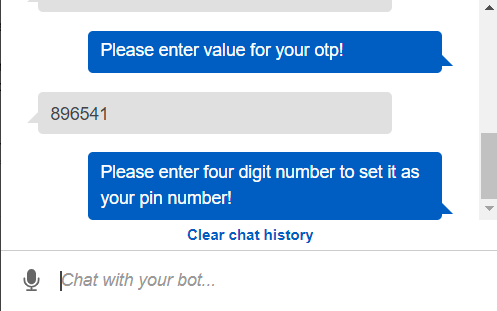 Please enter value for your otp!
896541
Please enter four digit number to set it as
your pin number!
Clear chat history
Chat with your bot...